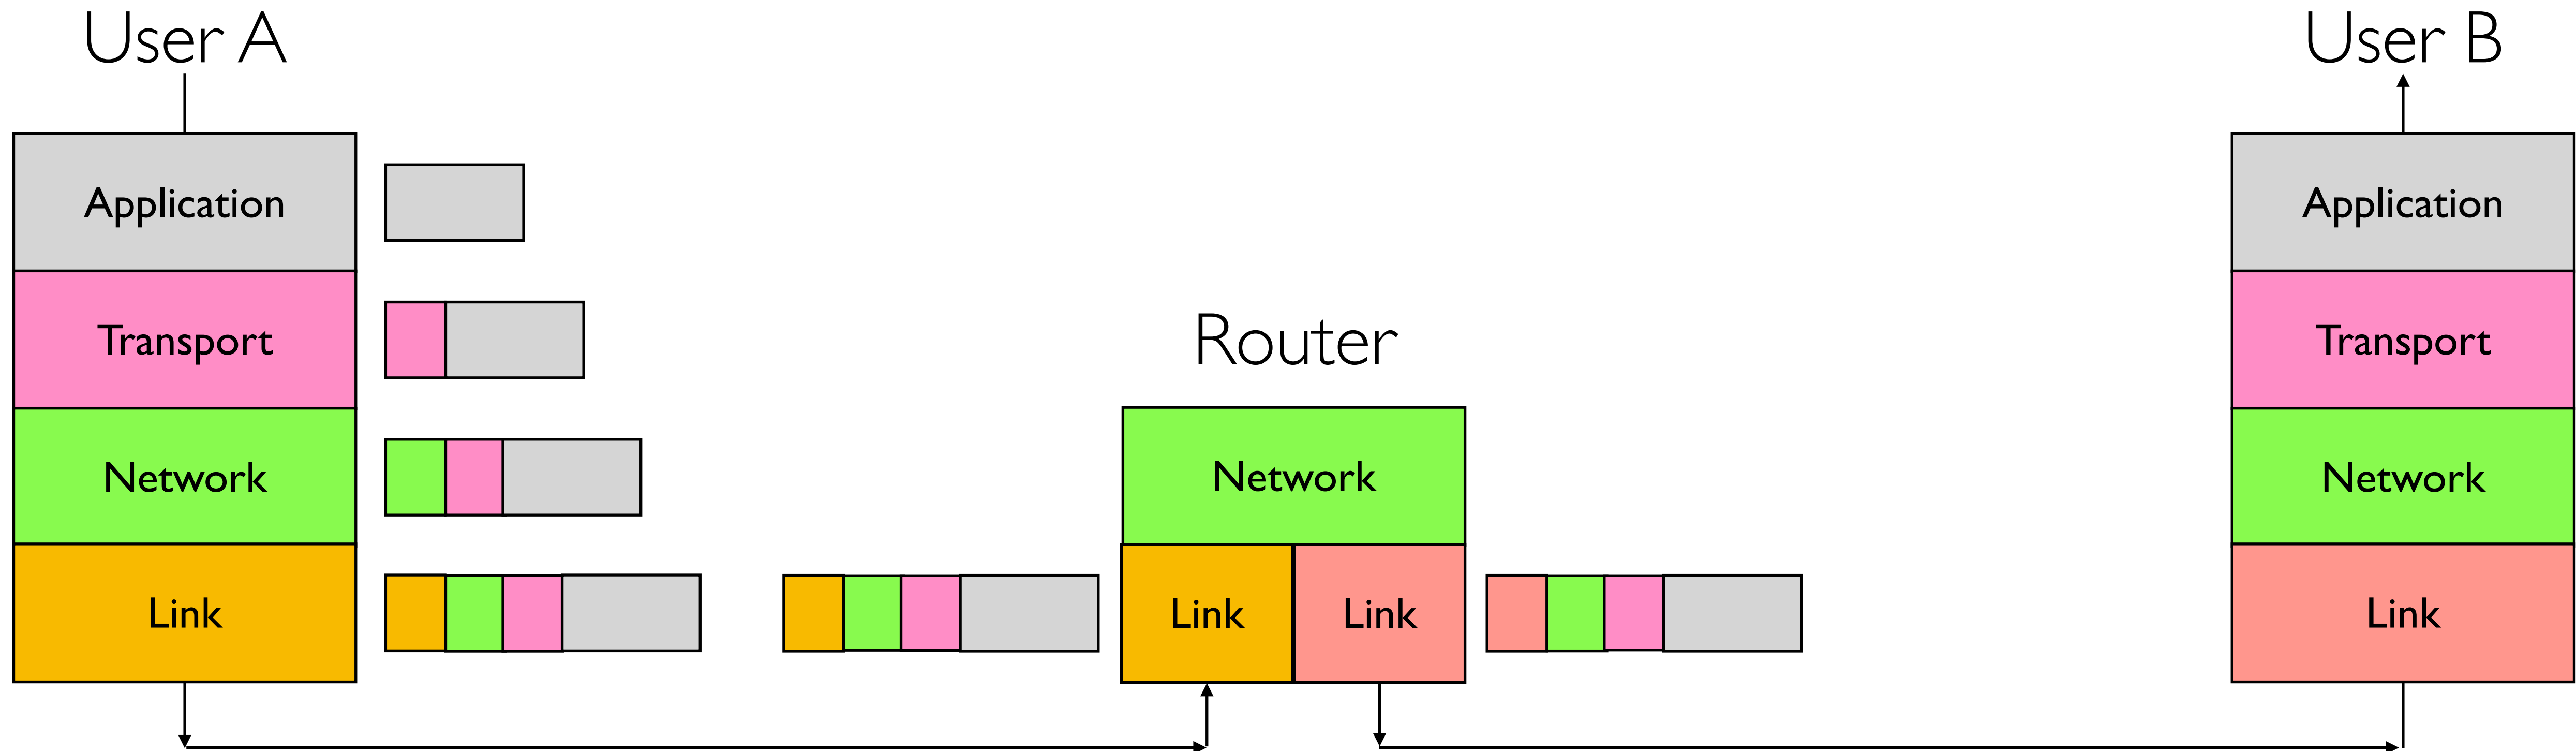 User A
User B
Application
Application
Transport
Transport
Router
Network
Network
Network
Link
Link
Link
Link